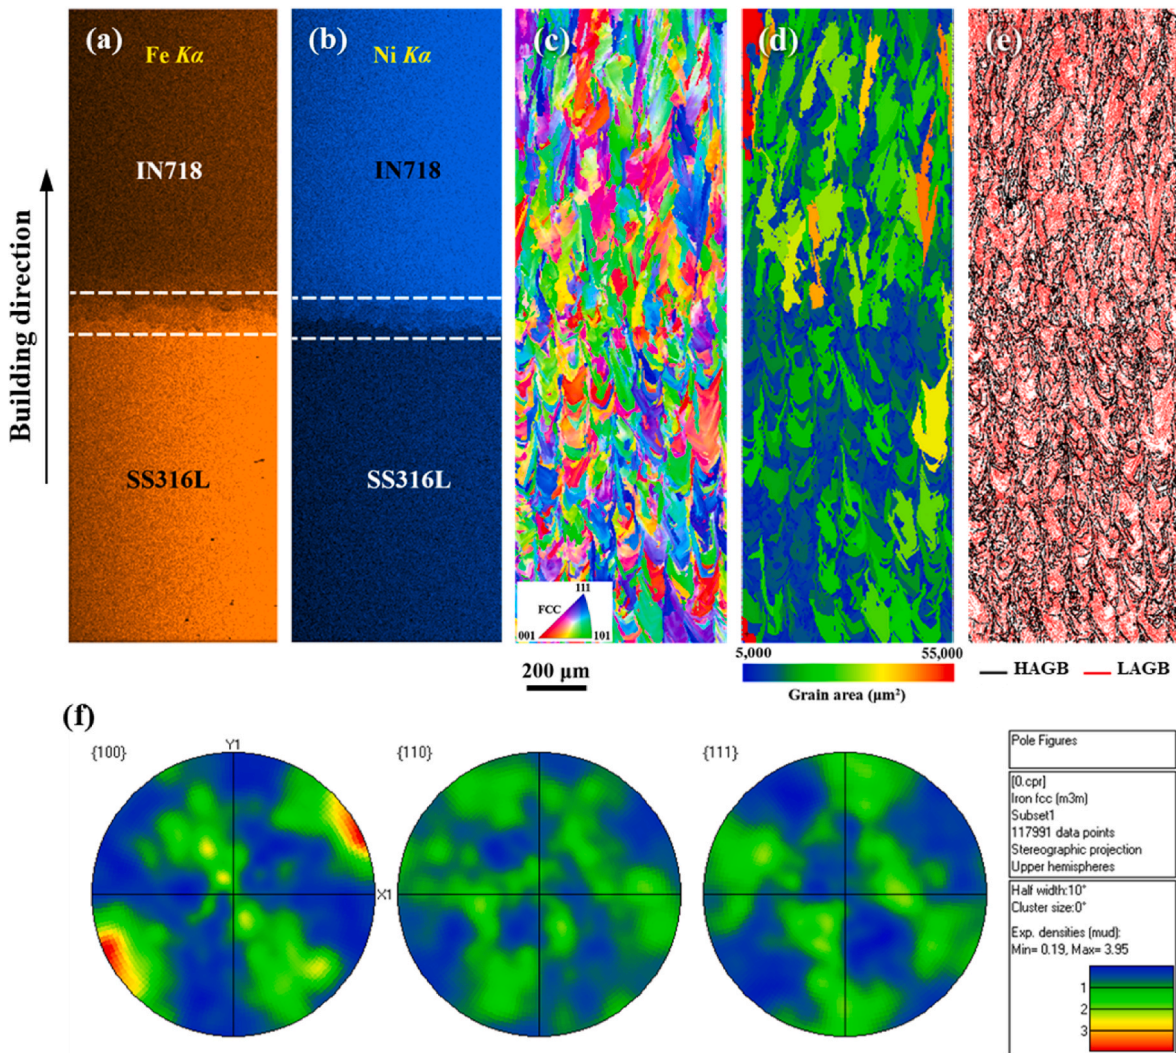 (a)
Fe Kα
IN718
SS316L
(b)
Ni Kα
IN718
SS316L
(c)
FCC
111
001
101
(d)
(e)
Building direction
200 μm
5,000
55,000
Grain area (μm²)
HAGB
LAGB
(f)
{100}
Y1
X1
{110}
{111}
Pole Figures
[0.cpr]
Iron fcc (m3m)
Subset1
117991 data points
Stereographic projection
Upper hemispheres
Half width:10°
Cluster size:0°
Exp. densities (mud):
Min= 0.19, Max= 3.95
1
2
3